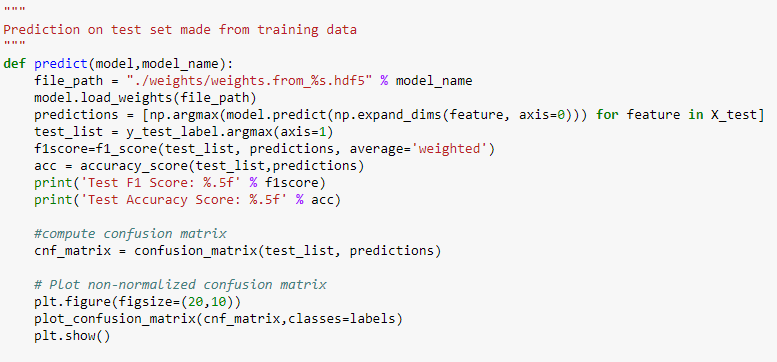 """
Prediction on test set made from training data
"""
def predict(model,model_name):
    file_path = "./weights/weights.from_%s.hdf5" % model_name
    model.load_weights(file_path)
    predictions = [np.argmax(model.predict(np.expand_dims(feature, axis=0))) for feature in X_test]
    test_list = y_test_label.argmax(axis=1)
    f1score=f1_score(test_list, predictions, average='weighted')
    acc = accuracy_score(test_list,predictions)
    print('Test F1 Score: %.5f' % f1score)
    print('Test Accuracy Score: %.5f' % acc)

    #compute confusion matrix
    cnf_matrix = confusion_matrix(test_list, predictions)

    # Plot non-normalized confusion matrix
    plt.figure(figsize=(20,10))
    plot_confusion_matrix(cnf_matrix,classes=labels)
    plt.show()